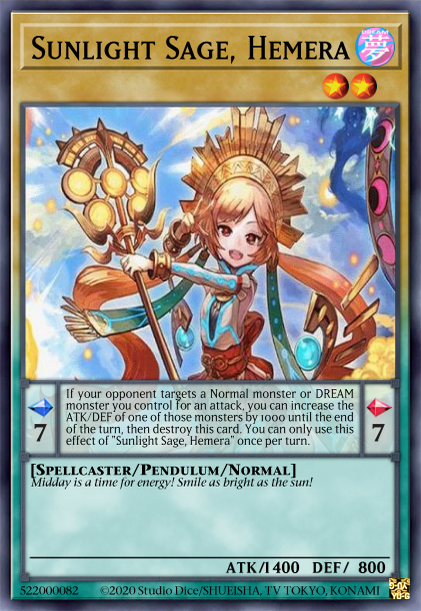 Sunlight Sage, Hemera
DREAM
夢
If your opponent targets a Normal monster or DREAM
monster you control for an attack, you can increase the
ATK/DEF of one of those monsters by 1000 until the end
of the turn, then destroy this card. You can only use this
effect of "Sunlight Sage, Hemera" once per turn.
7
7
[Spellcaster/Pendulum/Normal]
Midday is a time for energy! Smile as bright as the sun!
ATK/1400 DEF/ 800
522000082 ©2020 Studio Dice/SHUEISHA, TV TOKYO, KONAMI